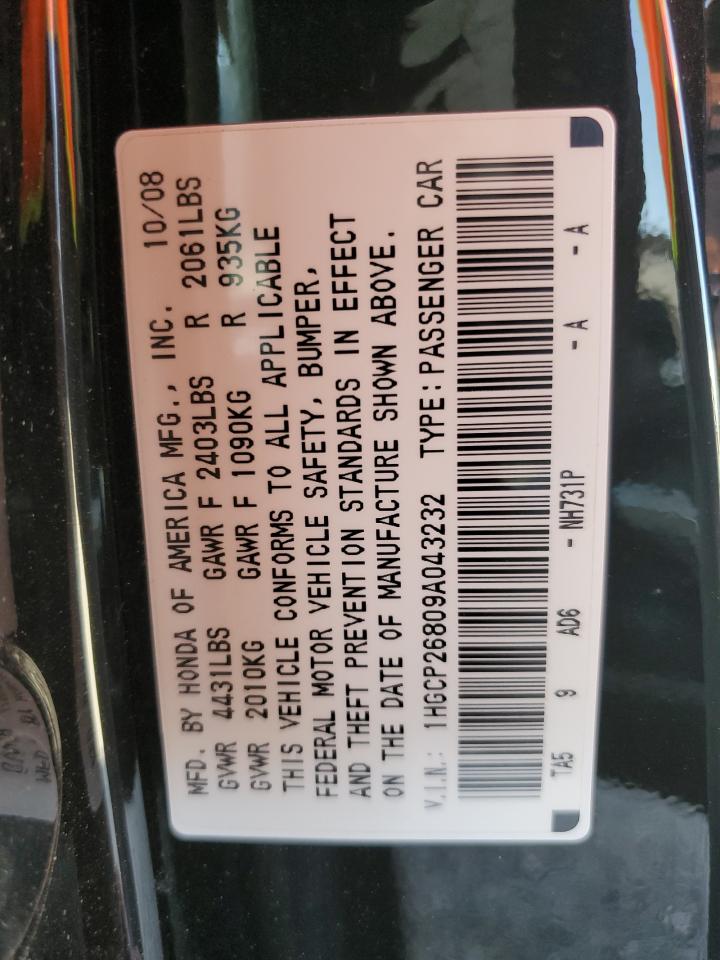 MFD. BY HONDA OF AMERICA MFG., INC. 10/08
GVWR 4431LBS GAWR F 2403LBS R 2061LBS
GVWR 2010KG GAWR F 1090KG R 935KG
THIS VEHICLE CONFORMS TO ALL APPLICABLE
FEDERAL MOTOR VEHICLE SAFETY, BUMPER,
AND THEFT PREVENTION STANDARDS IN EFFECT
ON THE DATE OF MANUFACTURE SHOWN ABOVE.
V.I.N.: 1HGCP26809A043232 TYPE:PASSENGER CAR
TA5 9 AD6 - NH731P - A - A